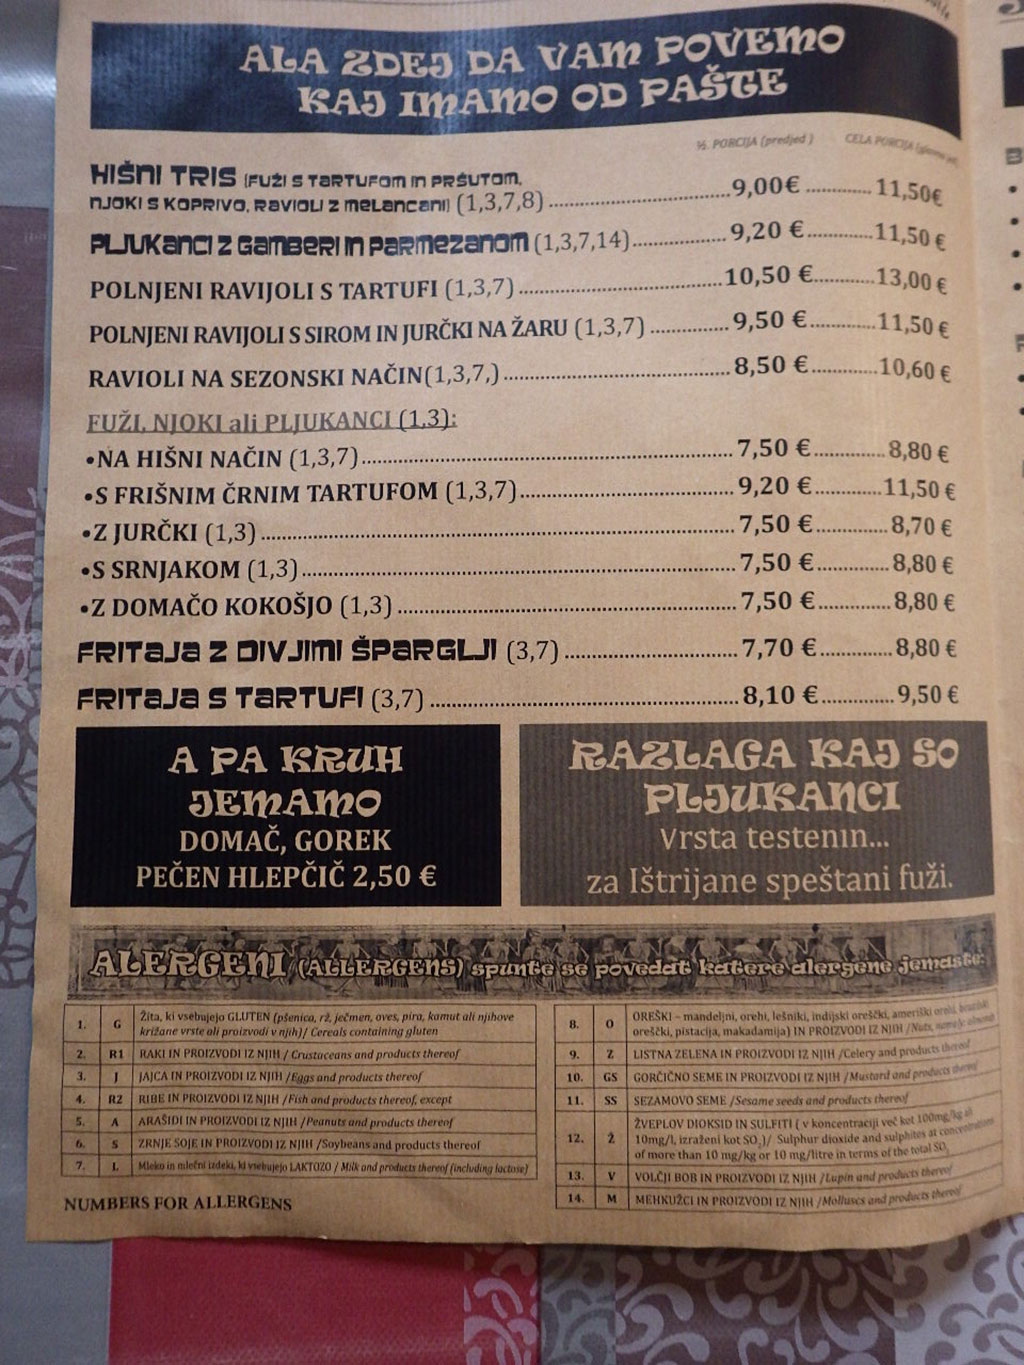 ALA ZDEJ DA VAM POVEMO
KAJ IMAMO OD PAŠTE
½. PORCIJA (predjed ) CELA PORCIJA
HIŠNI TRIS (FUŽI S TARTUFOM IN PRŠUTOM,
NJOKI S KOPRIVO, RAVIOLI Z MELANCANI) (1,3,7,8) 9,00€ 11,50€
PLJUKANCI Z GAMBERI IN PARMEZANOM (1,3,7,14) 9,20 € 11,50 €
POLNJENI RAVIJOLI S TARTUFI (1,3,7) 10,50 € 13,00 €
POLNJENI RAVIJOLI S SIROM IN JURČKI NA ŽARU (1,3,7) 9,50 € 11,50 €
RAVIOLI NA SEZONSKI NAČIN(1,3,7,) 8,50 € 10,60 €
FUŽI, NJOKI ali PLJUKANCI (1,3):
•NA HIŠNI NAČIN (1,3,7) 7,50 € 8,80 €
•S FRIŠNIM ČRNIM TARTUFOM (1,3,7) 9,20 € 11,50 €
•Z JURČKI (1,3) 7,50 € 8,70 €
•S SRNJAKOM (1,3) 7,50 € 8,80 €
•Z DOMAČO KOKOŠJO (1,3) 7,50 € 8,80 €
FRITAJA Z DIVJIMI ŠPARGLJI (3,7) 7,70 € 8,80 €
FRITAJA S TARTUFI (3,7) 8,10 € 9,50 €
A PA KRUH
JEMAMO
DOMAČ, GOREK
PEČEN HLEPČIČ 2,50 €
RAZLAGA KAJ SO
PLJUKANCI
Vrsta testenin...
za Ištrijane speštani fuži.
ALERGENI (ALLERGENS) spunte se povedat katere alergene jemaste:
1. G Žita, ki vsebujejo GLUTEN (pšenica, rž, ječmen, oves, pira, kamut ali njihove
križane vrste ali proizvodi v njih)/ Cereals containing gluten
2. R1 RAKI IN PROIZVODI IZ NJIH / Crustaceans and products thereof
3. J JAJCA IN PROIZVODI IZ NJIH /Eggs and products thereof
4. R2 RIBE IN PROIZVODI IZ NJIH /Fish and products thereof, except
5. A ARAŠIDI IN PROIZVODI IZ NJIH /Peanuts and products thereof
6. S ZRNJE SOJE IN PROIZVODI IZ NJIH /Soybeans and products thereof
7. L Mleko in mlečni izdelki, ki vsebujejo LAKTOZO / Milk and products thereof (including lactose)
NUMBERS FOR ALLERGENS
8. O OREŠKI – mandeljni, orehi, lešniki, indijski oreščki, ameriški orehi, brazilski
oreščki, pistacija, makadamija) IN PROIZVODI IZ NJIH /Nuts, namely: almonds
9. Z LISTNA ZELENA IN PROIZVODI IZ NJIH /Celery and products thereof
10. GS GORČIČNO SEME IN PROIZVODI IZ NJIH /Mustard and products thereof
11. SS SEZAMOVO SEME /Sesame seeds and products thereof
12. Ž ŽVEPLOV DIOKSID IN SULFITI ( v koncentraciji več kot 100mg/kg ali
10mg/l, izraženi kot SO2)/ Sulphur dioxide and sulphites at concentrations
of more than 10 mg/kg or 10 mg/litre in terms of the total SO2
13. V VOLČJI BOB IN PROIZVODI IZ NJIH /Lupin and products thereof
14. M MEHKUŽCI IN PROIZVODI IZ NJIH /Molluscs and products thereof